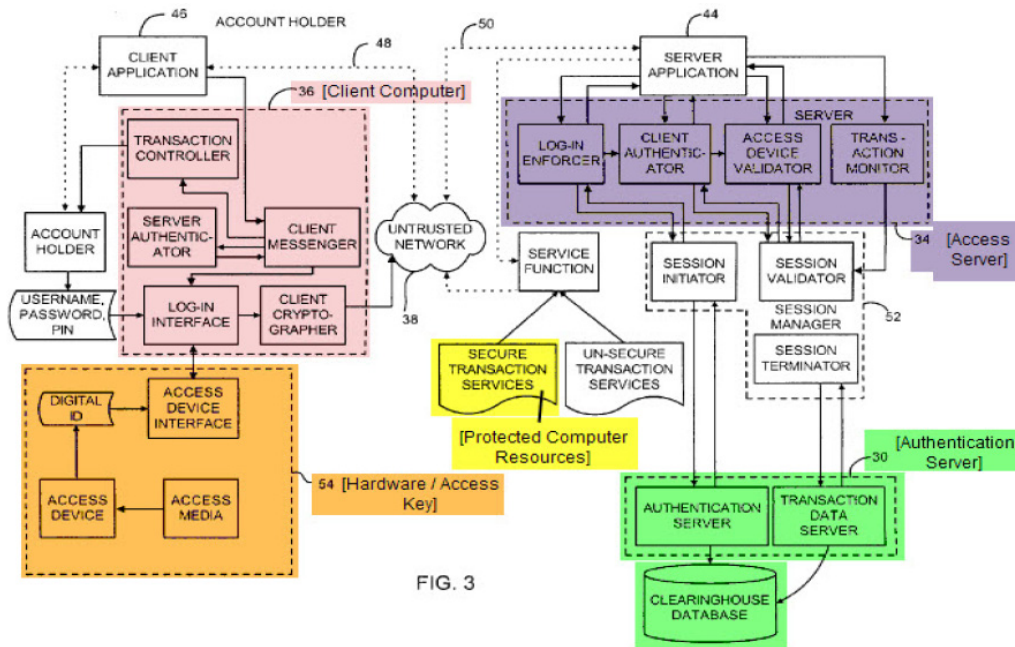 46
ACCOUNT HOLDER
50
44
CLIENT
APPLICATION
48
SERVER
APPLICATION
36 [Client Computer]
TRANSACTION
CONTROLLER
SERVER
AUTHENTIC-
ATOR
CLIENT
MESSENGER
ACCOUNT
HOLDER
USERNAME,
PASSWORD,
PIN
LOG-IN
INTERFACE
CLIENT
CRYPTO-
GRAPHER
UNTRUSTED
NETWORK
38
SERVER
LOG-IN
ENFORCER
CLIENT
AUTHENTIC-
ATOR
ACCESS
DEVICE
VALIDATOR
TRANS -
ACTION
MONITOR
34 [Access
Server]
SERVICE
FUNCTION
SESSION
INITIATOR
SESSION
VALIDATOR
SESSION
MANAGER
52
SESSION
TERMINATOR
SECURE
TRANSACTION
SERVICES
UN-SECURE
TRANSACTION
SERVICES
[Protected Computer
Resources]
DIGITAL
ID
ACCESS
DEVICE
INTERFACE
ACCESS
DEVICE
ACCESS
MEDIA
54 [Hardware / Access
Key]
30 [Authentication
Server]
AUTHENTICATION
SERVER
TRANSACTION
DATA
SERVER
CLEARINGHOUSE
DATABASE
FIG. 3